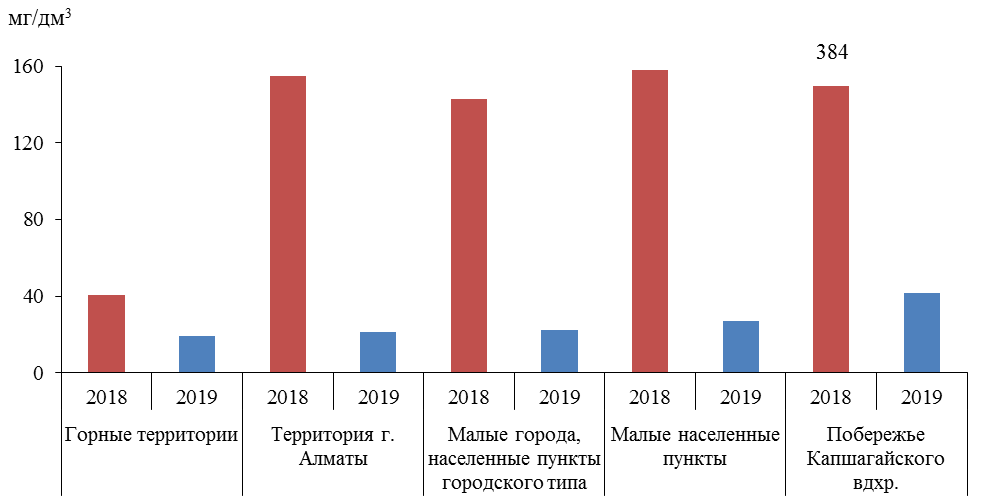 мг/дм³
384
160
120
80
40
0
2018 2019 2018 2019 2018 2019 2018 2019 2018 2019
Горные территории
Территория г.
Алматы
Малые города,
населенные пункты
городского типа
Малые населенные
пункты
Побережье
Капшагайского
вдхр.